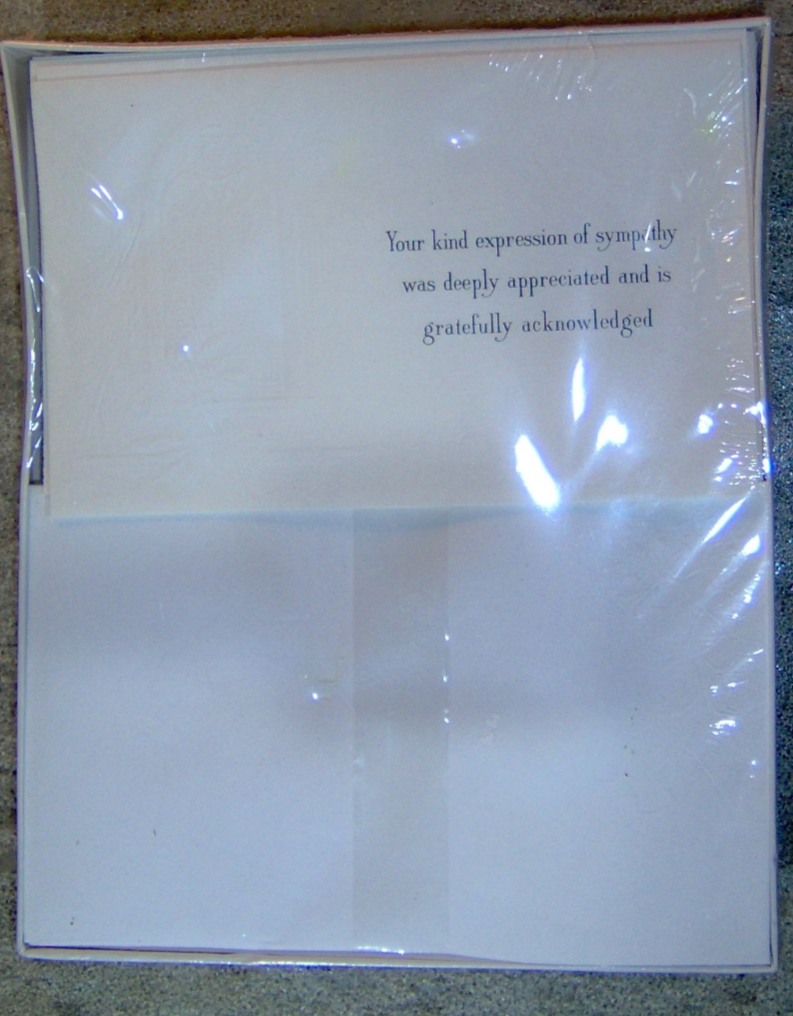 Your kind expression of sympathy
was deeply appreciated and is
gratefully acknowledged